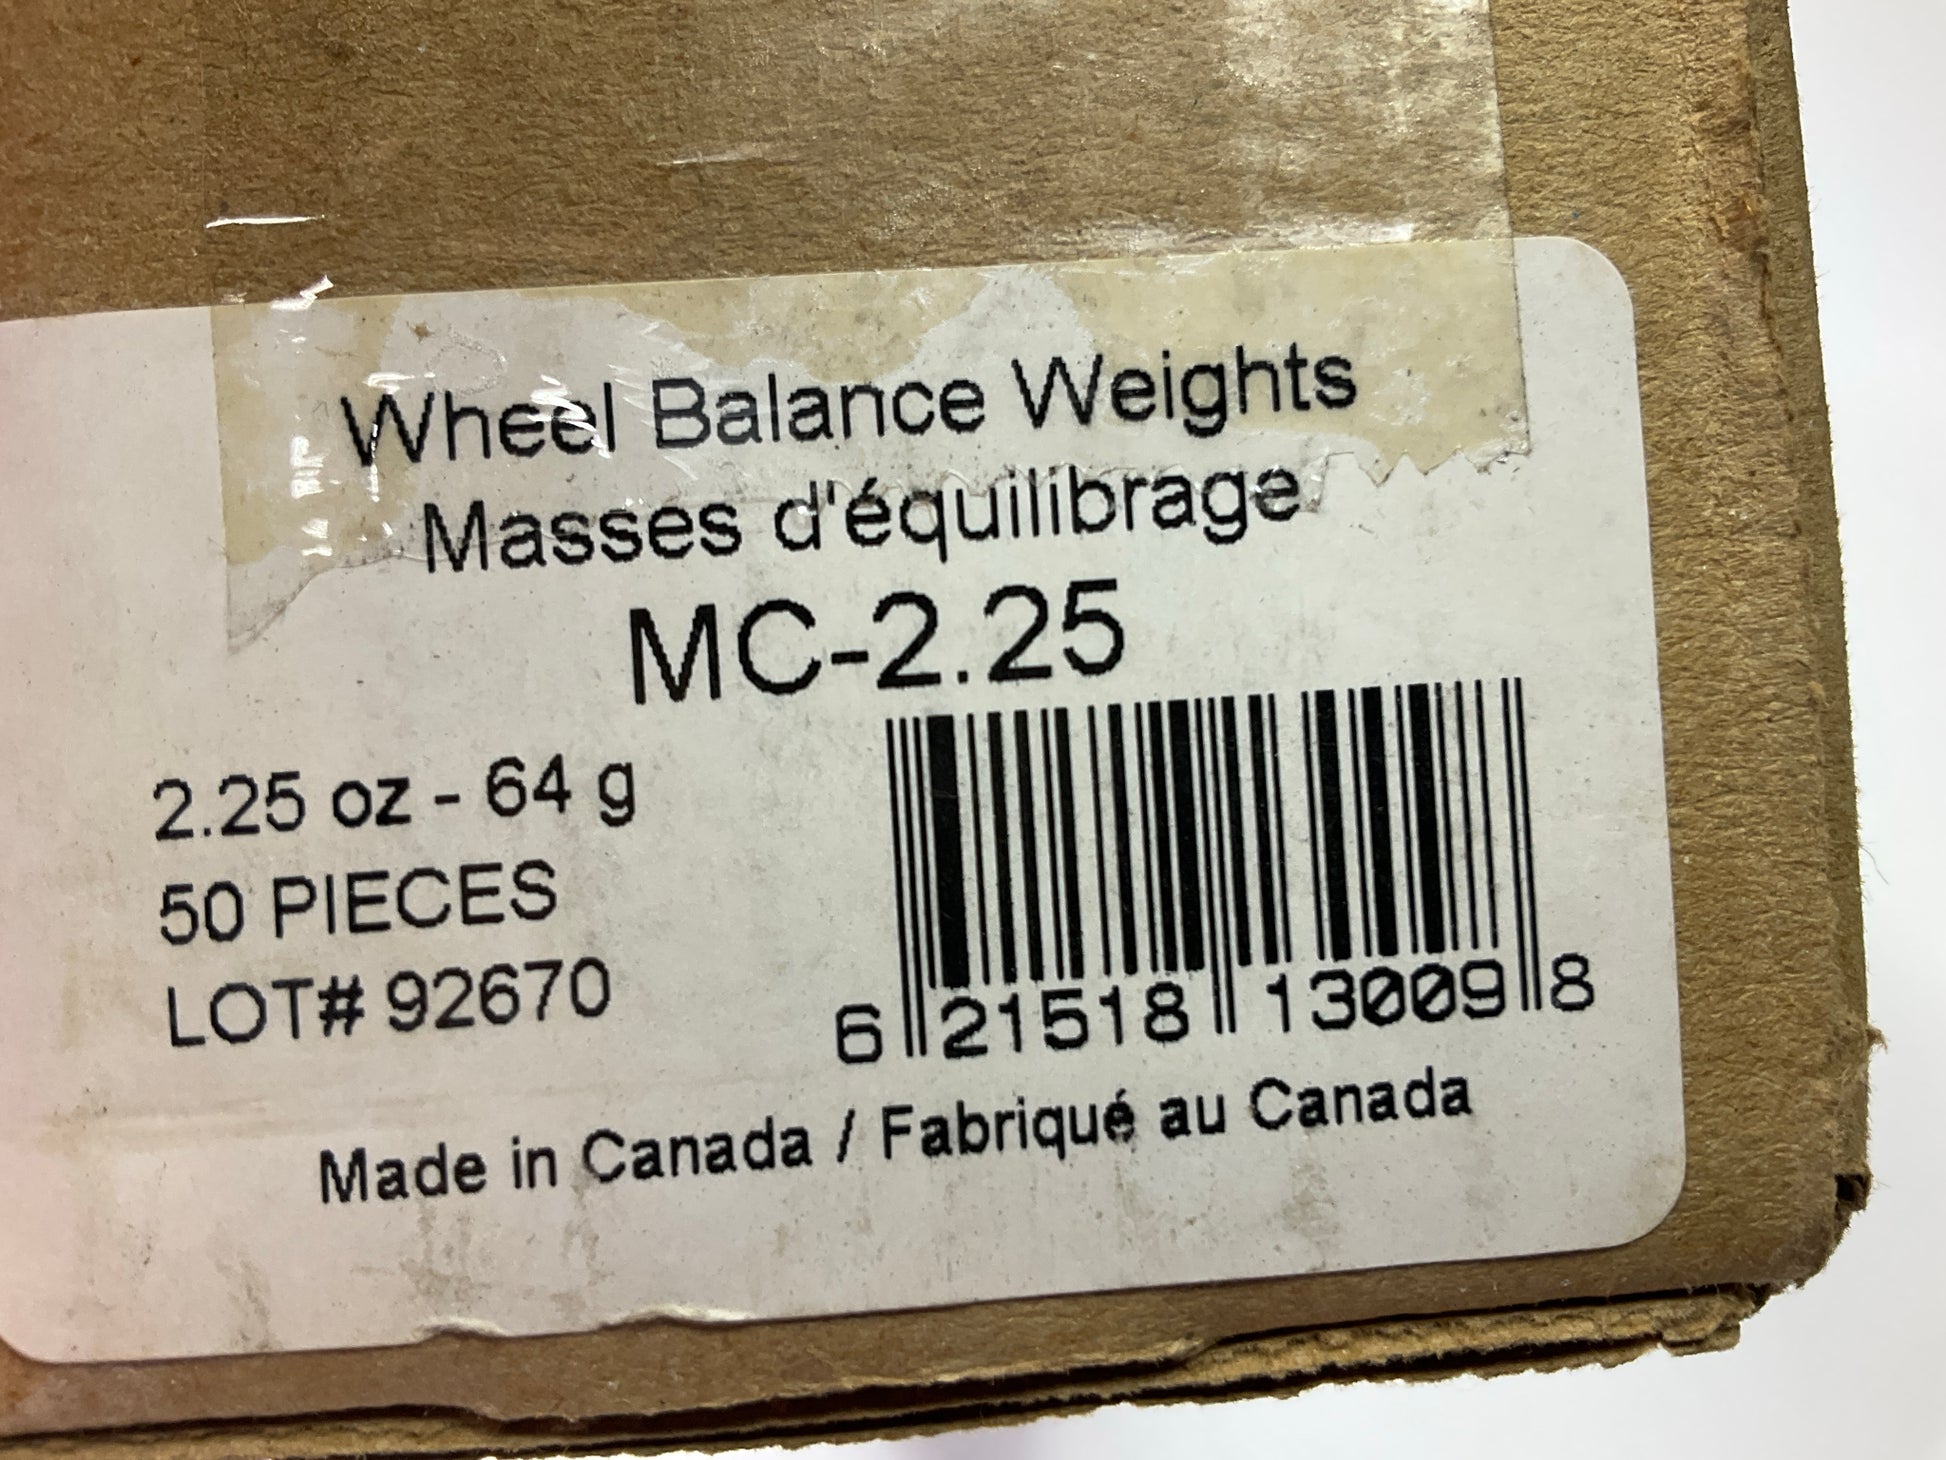 Wheel Balance Weights
Masses d'équilibrage
MC-2.25
2.25 oz - 64 g
50 PIECES
LOT# 92670
6 21518 13009 8
Made in Canada / Fabriqué au Canada